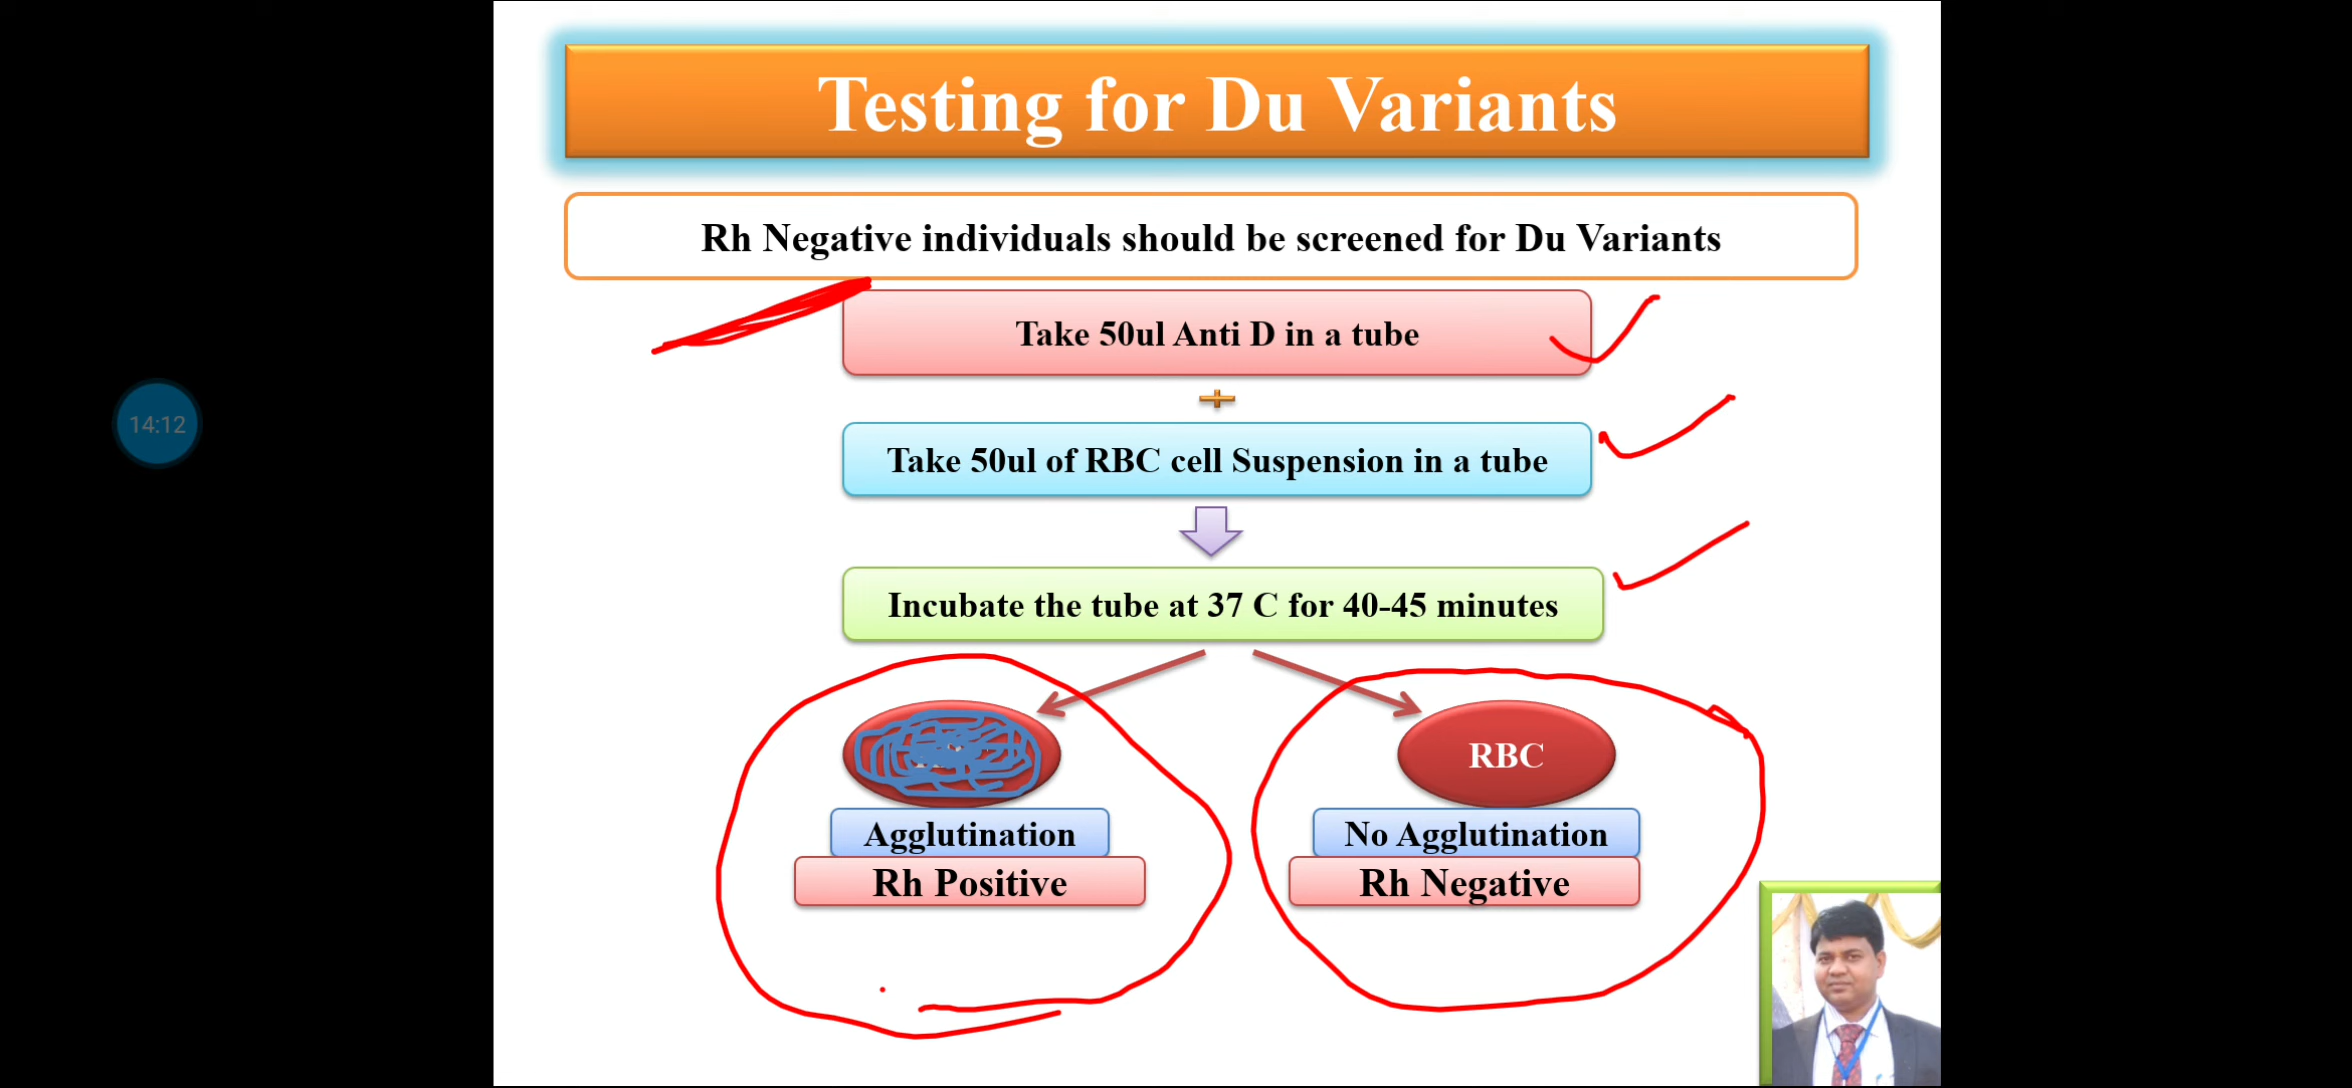 Testing for Du Variants
Rh Negative individuals should be screened for Du Variants
Take 50ul Anti D in a tube
+
Take 50ul of RBC cell Suspension in a tube
14:12
Incubate the tube at 37 C for 40-45 minutes
RBC
Agglutination
No Agglutination
Rh Positive
Rh Negative